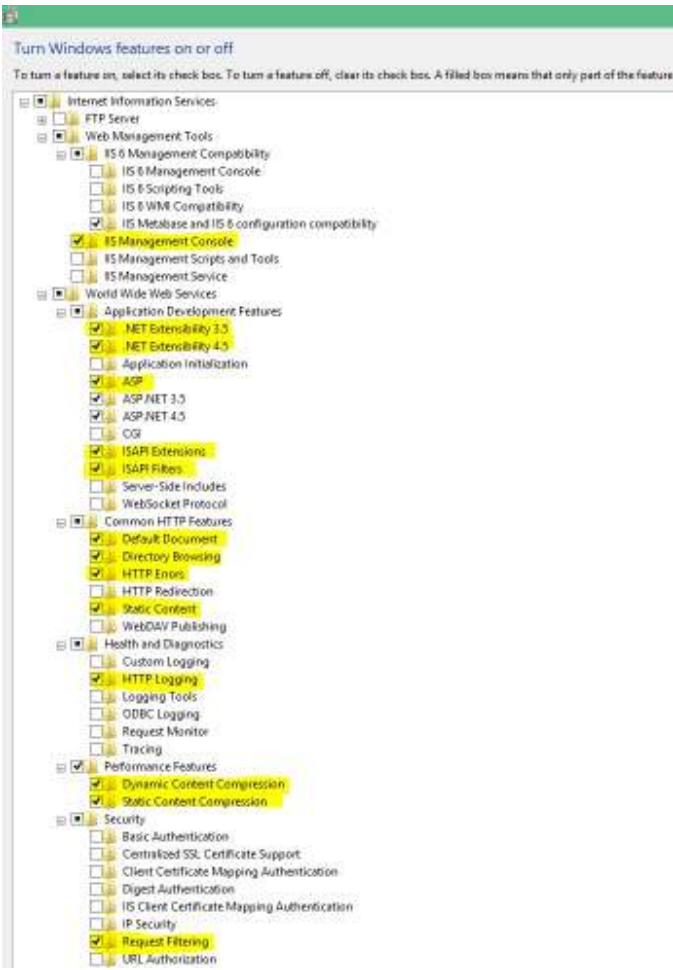 Turn Windows features on or off
To turn a feature on, select its check box. To turn a feature off, clear its check box. A filled box means that only part of the feature
Internet Information Services
FTP Server
Web Management Tools
IIS 6 Management Compatibility
IIS 6 Management Console
IIS 6 Scripting Tools
IIS 6 WMI Compatibility
IIS Metabase and IIS 6 configuration compatibility
IIS Management Console
IIS Management Scripts and Tools
IIS Management Service
World Wide Web Services
Application Development Features
.NET Extensibility 3.5
.NET Extensibility 4.5
Application Initialization
ASP
ASP.NET 3.5
ASP.NET 4.5
CGI
ISAPI Extensions
ISAPI Filters
Server-Side Includes
WebSocket Protocol
Common HTTP Features
Default Document
Directory Browsing
HTTP Errors
HTTP Redirection
Static Content
WebDAV Publishing
Health and Diagnostics
Custom Logging
HTTP Logging
Logging Tools
ODBC Logging
Request Monitor
Tracing
Performance Features
Dynamic Content Compression
Static Content Compression
Security
Basic Authentication
Centralized SSL Certificate Support
Client Certificate Mapping Authentication
Digest Authentication
IIS Client Certificate Mapping Authentication
IP Security
Request Filtering
URL Authorization